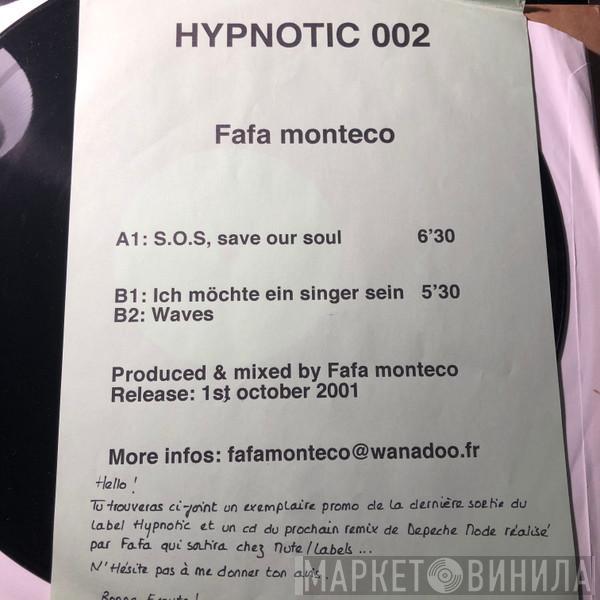 HYPNOTIC 002
Fafa monteco
A1: S.O.S, save our soul 6'30
B1: Ich möchte ein singer sein 5'30
B2: Waves
Produced & mixed by Fafa monteco
Release: 1st october 2001
More infos: fafamonteco@wanadoo.fr
Hello !
Tu trouveras ci-joint un exemplaire promo de la dernière sortie du
label Hypnotic et un cd du prochain remix de Depeche Mode réalisé
par Fafa qui sortira chez Mute/labels ...
N'Hésite pas à me donner ton avis.
Bonne Ecoute !
МАРКЕТ ВИНИЛА